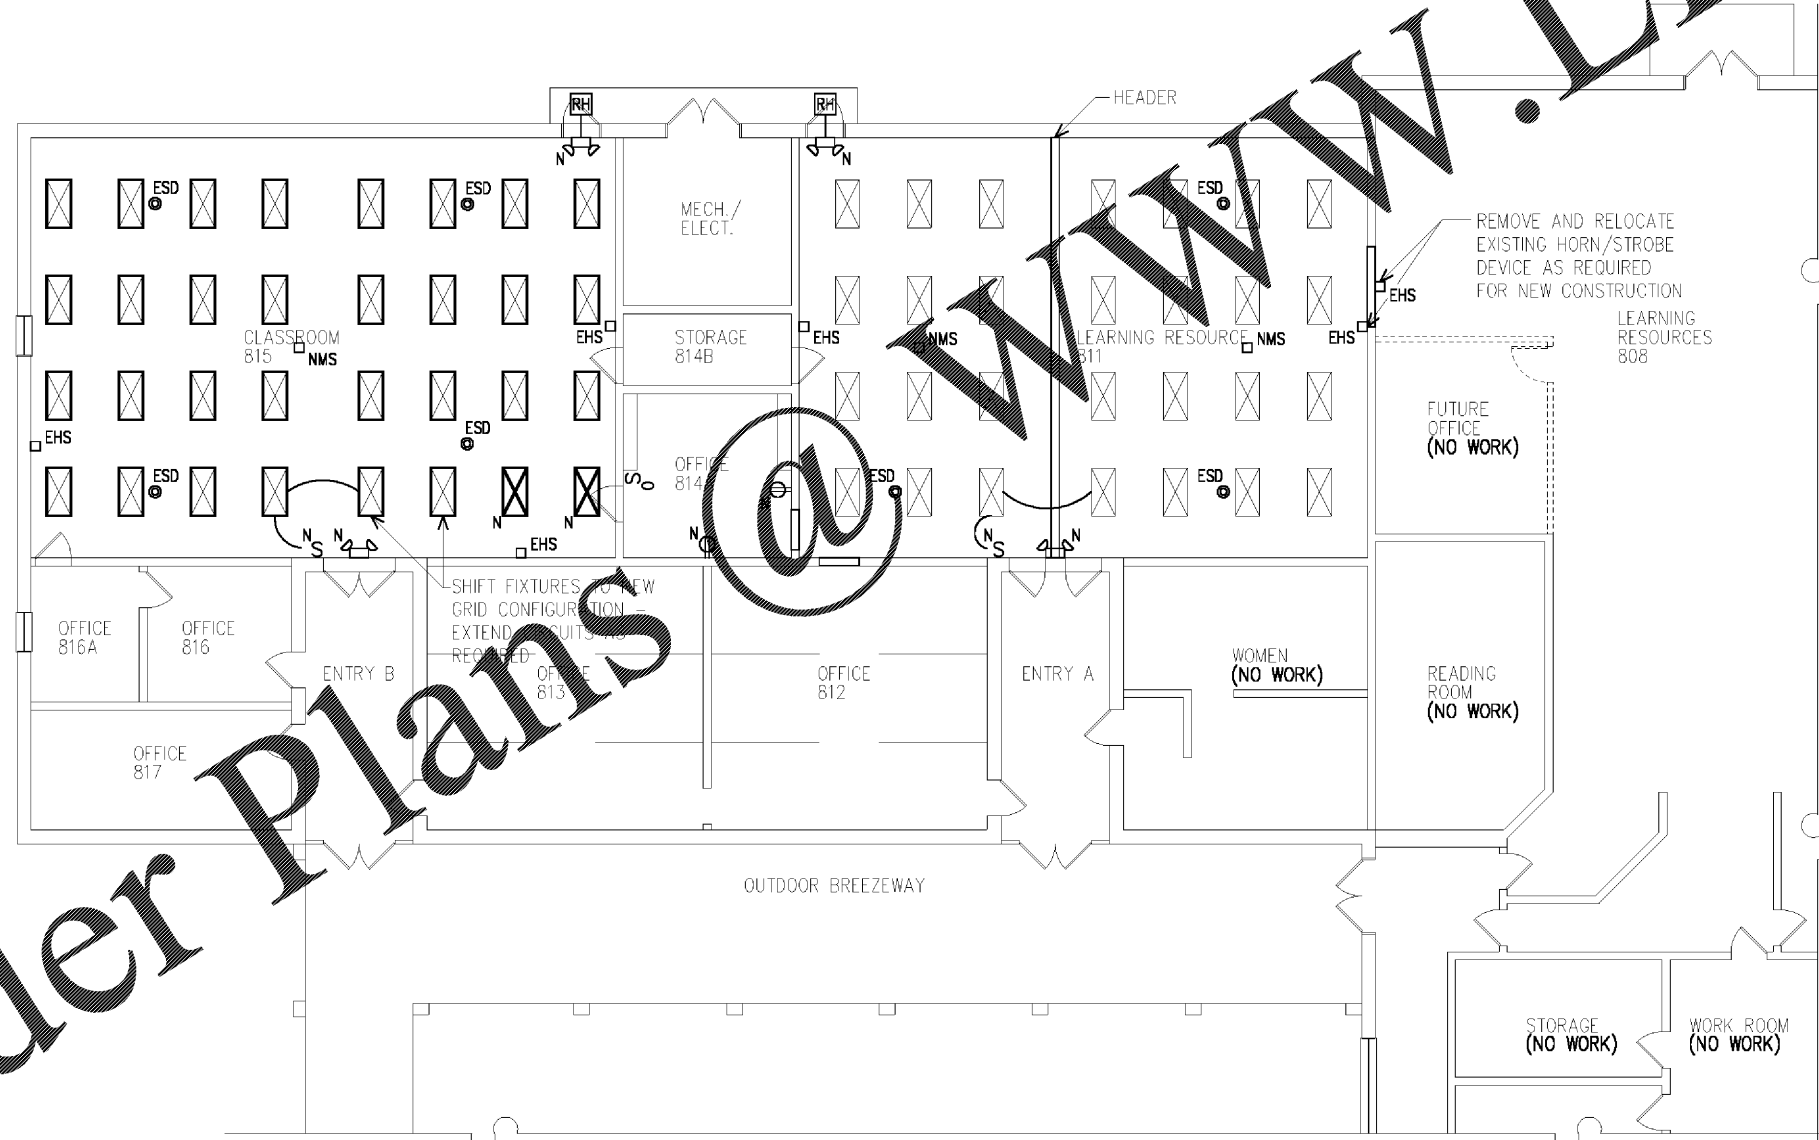 HEADER
RH
RH
N
N
ESD
ESD
ESD
MECH./
ELECT.
REMOVE AND RELOCATE
EXISTING HORN/STROBE
DEVICE AS REQUIRED
FOR NEW CONSTRUCTION
EHS
LEARNING
RESOURCES
808
CLASSROOM
815
NMS
EHS
STORAGE
814B
EHS
NMS
LEARNING RESOURCE
811
NMS
EHS
FUTURE
OFFICE
(NO WORK)
EHS
ESD
ESD
OFFICE
814
S
O
ESD
ESD
N
N
N
S
N
EHS
N
N
S
N
SHIFT FIXTURES TO NEW
GRID CONFIGURATION -
EXTEND CIRCUITS AS
REQUIRED
OFFICE
816A
OFFICE
816
ENTRY B
OFFICE
813
OFFICE
812
ENTRY A
WOMEN
(NO WORK)
READING
ROOM
(NO WORK)
OFFICE
817
OUTDOOR BREEZEWAY
STORAGE
(NO WORK)
WORK ROOM
(NO WORK)
der Plans @ www.L